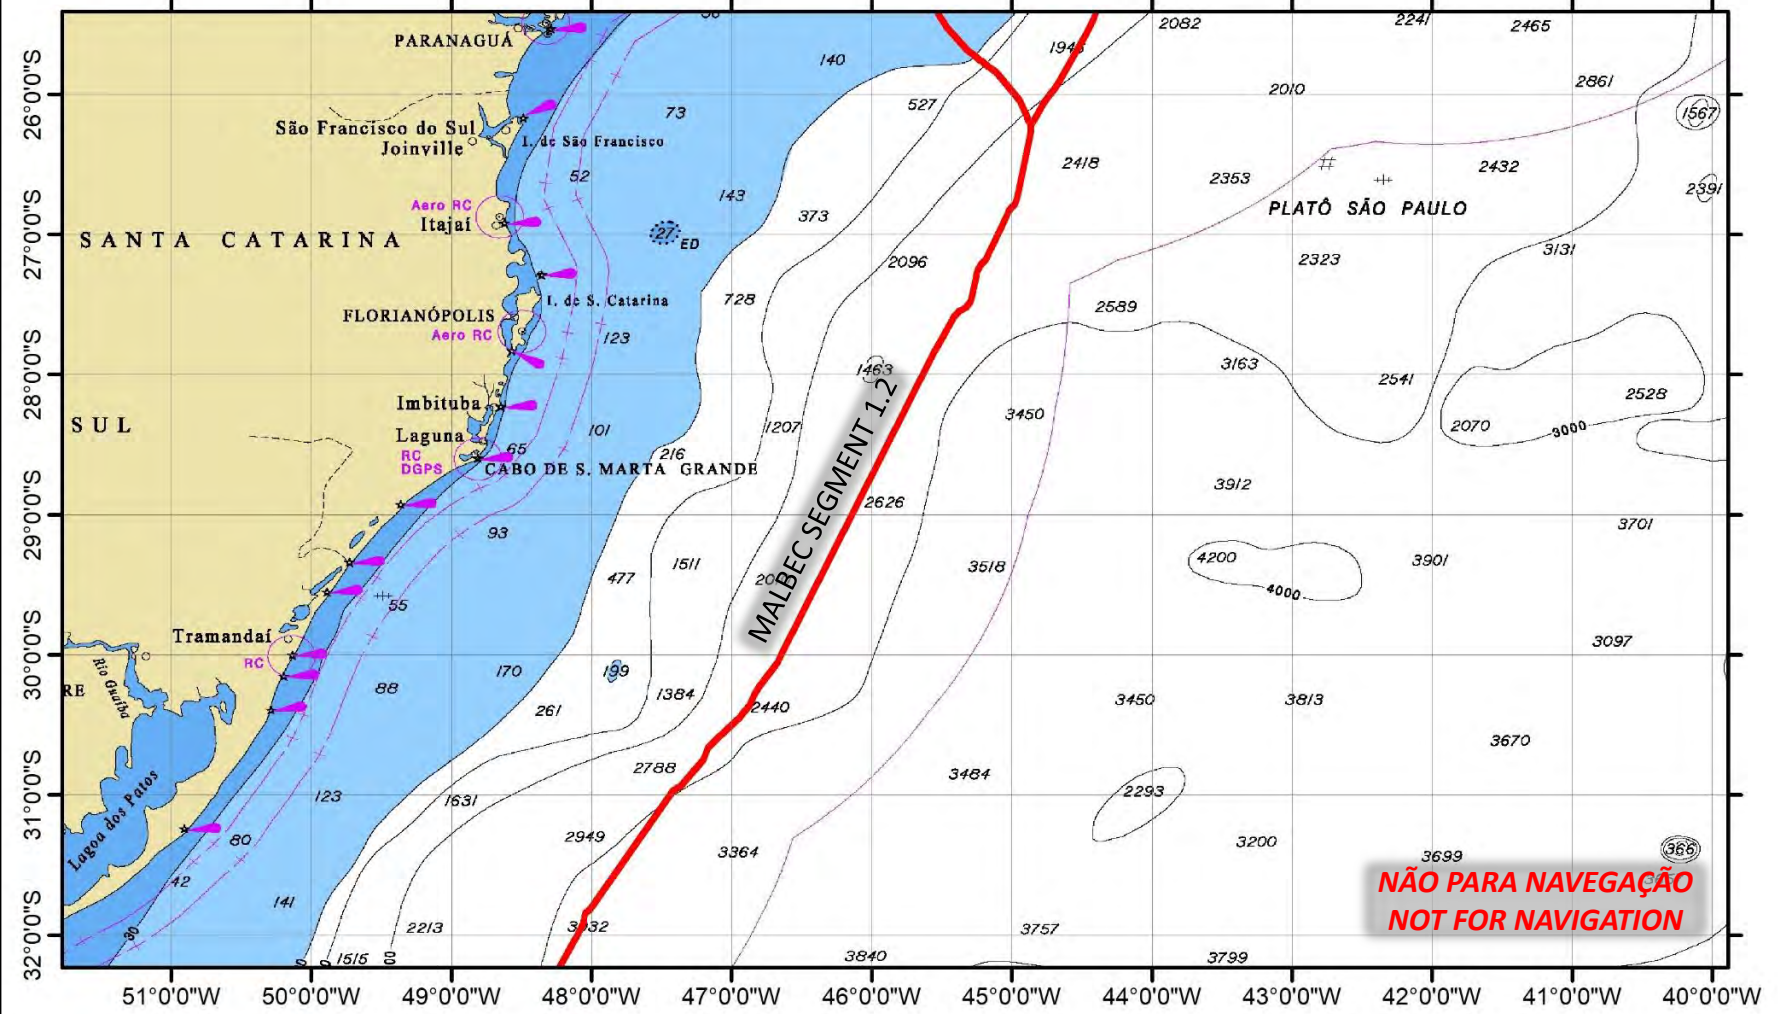 PARANAGUÁ
140
1945
2082
2241
2465
26°0'0"S
2010
2861
1567
73
527
São Francisco do Sul
Joinville
I. de São Francisco
52
2418
2353
2432
2391
143
373
PLATÔ SÃO PAULO
Aero RC
Itajaí
27
ED
27°0'0"S
SANTA CATARINA
2096
2323
3131
728
I. de S. Catarina
2589
FLORIANÓPOLIS
Aero RC
123
28°0'0"S
1463
3163
2541
2528
Imbituba
Laguna
RC
DGPS
65
CABO DE S. MARTA GRANDE
101
216
1207
3450
2070
3000
SUL
MALBEC SEGMENT 1.2
3912
2626
3701
29°0'0"S
93
477
1511
3518
4200
4000
3901
55
Tramandaí
RC
3097
30°0'0"S
RE
Rio Guaíba
88
170
199
1384
261
2440
3450
3813
3670
2788
3484
2293
31°0'0"S
Lagoa dos Patos
123
1631
80
2949
3364
3200
3699
366
42
141
NÃO PARA NAVEGAÇÃO
NOT FOR NAVIGATION
30
2213
3757
32°0'0"S
1515
3840
3799
51°0'0"W
50°0'0"W
49°0'0"W
48°0'0"W
47°0'0"W
46°0'0"W
45°0'0"W
44°0'0"W
43°0'0"W
42°0'0"W
41°0'0"W
40°0'0"W